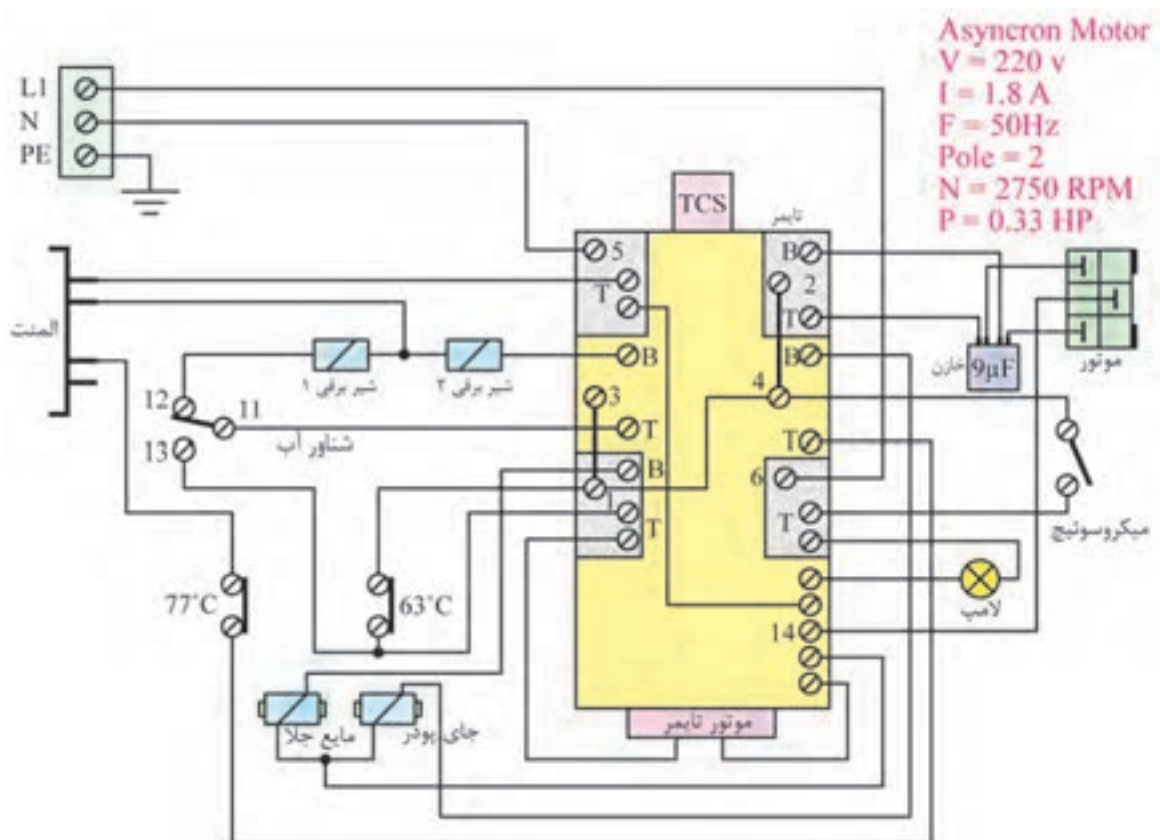 Asyncron Motor
V = 220 v
I = 1.8 A
F = 50Hz
Pole = 2
N = 2750 RPM
P = 0.33 HP
L1
N
PE
TCS
تایمر
5
B
2
T
T
المنت
شیر برقی ۱
شیر برقی ۲
B
B
خازن
9µF
موتور
12
11
3
4
13
شناور آب
T
T
B
6
1
T
T
میکروسوئیچ
77°C
63°C
لامپ
14
مایع جلا
جای پودر
موتور تایمر